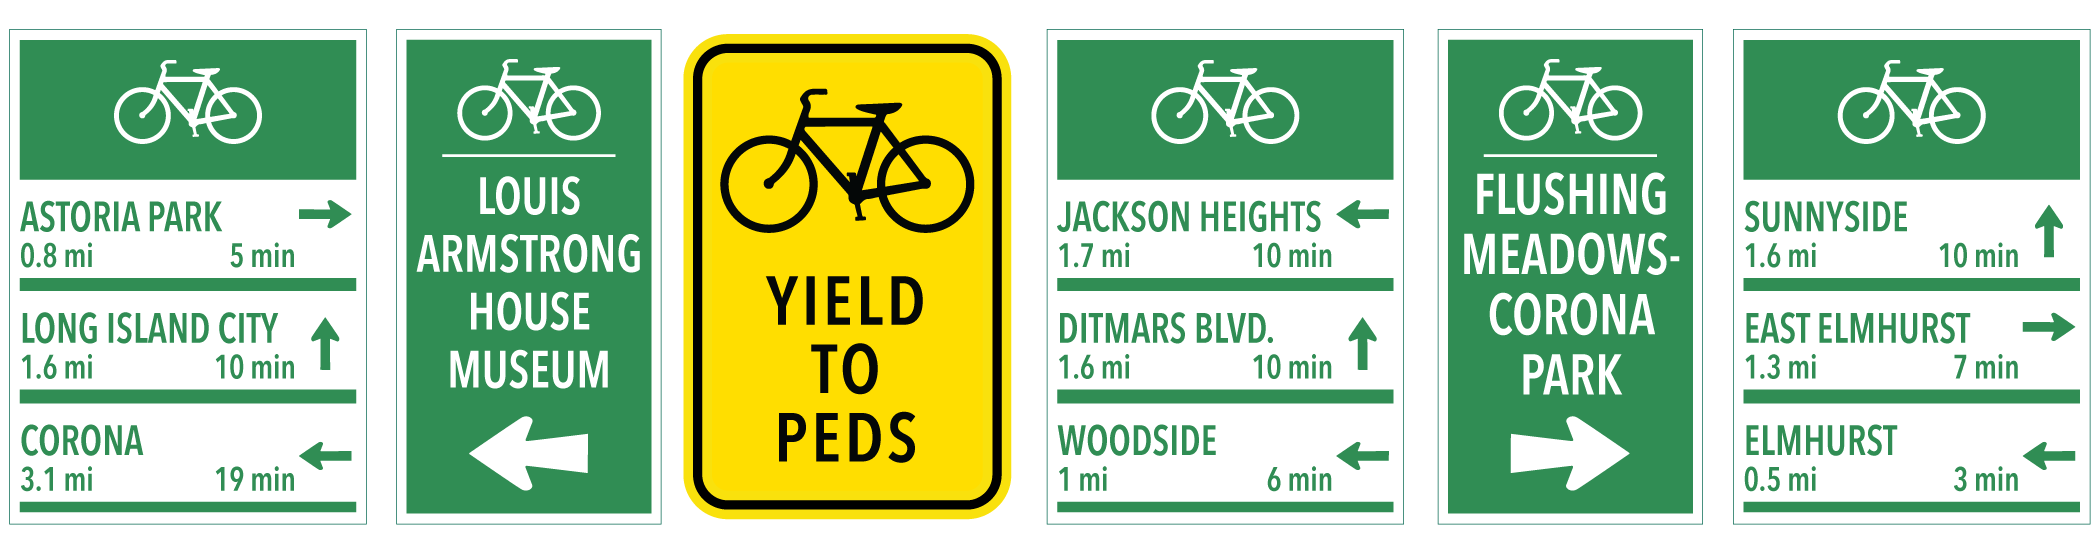 ASTORIA PARK
0.8 mi 5 min
LONG ISLAND CITY
1.6 mi 10 min
CORONA
3.1 mi 19 min
LOUIS
ARMSTRONG
HOUSE
MUSEUM
YIELD
TO
PEDS
JACKSON HEIGHTS
1.7 mi 10 min
DITMARS BLVD.
1.6 mi 10 min
WOODSIDE
1 mi 6 min
FLUSHING
MEADOWS-
CORONA
PARK
SUNNYSIDE
1.6 mi 10 min
EAST ELMHURST
1.3 mi 7 min
ELMHURST
0.5 mi 3 min